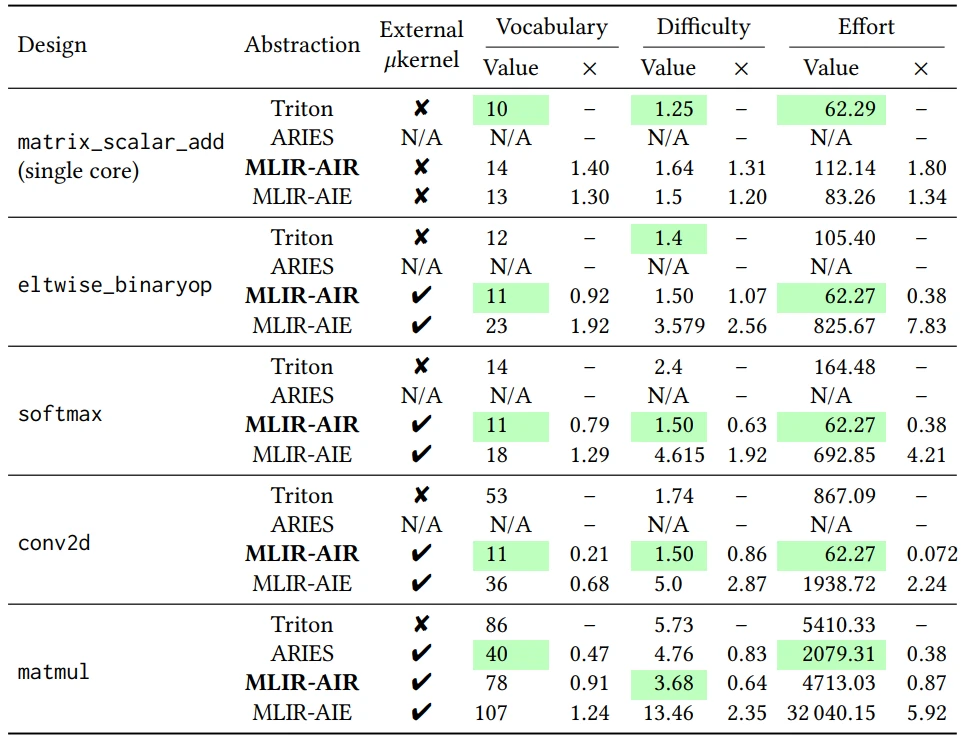 Design Abstraction External μkernel Vocabulary Difficulty Effort
Value × Value × Value ×
matrix_scalar_add (single core)
Triton ✘ 10 – 1.25 – 62.29 –
ARIES N/A N/A – N/A – N/A –
MLIR-AIR ✘ 14 1.40 1.64 1.31 112.14 1.80
MLIR-AIE ✘ 13 1.30 1.5 1.20 83.26 1.34
eltwise_binaryop
Triton ✘ 12 – 1.4 – 105.40 –
ARIES N/A N/A – N/A – N/A –
MLIR-AIR ✔ 11 0.92 1.50 1.07 62.27 0.38
MLIR-AIE ✔ 23 1.92 3.579 2.56 825.67 7.83
softmax
Triton ✘ 14 – 2.4 – 164.48 –
ARIES N/A N/A – N/A – N/A –
MLIR-AIR ✔ 11 0.79 1.50 0.63 62.27 0.38
MLIR-AIE ✔ 18 1.29 4.615 1.92 692.85 4.21
conv2d
Triton ✘ 53 – 1.74 – 867.09 –
ARIES N/A N/A – N/A – N/A –
MLIR-AIR ✔ 11 0.21 1.50 0.86 62.27 0.072
MLIR-AIE ✔ 36 0.68 5.0 2.87 1938.72 2.24
matmul
Triton ✘ 86 – 5.73 – 5410.33 –
ARIES ✔ 40 0.47 4.76 0.83 2079.31 0.38
MLIR-AIR ✔ 78 0.91 3.68 0.64 4713.03 0.87
MLIR-AIE ✔ 107 1.24 13.46 2.35 32 040.15 5.92